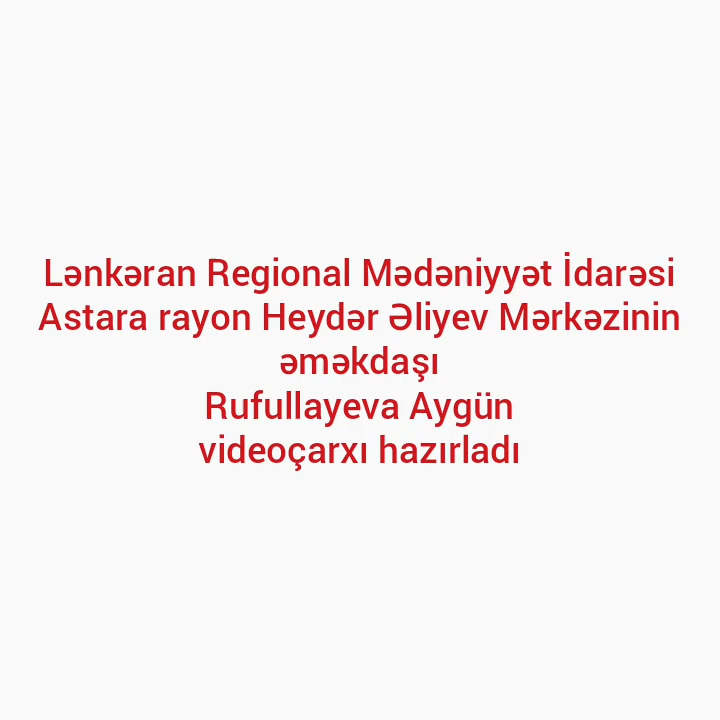 Lənkəran Regional Mədəniyyət İdarəsi
Astara rayon Heydər Əliyev Mərkəzinin
əməkdaşı
Rufullayeva Aygün
videoçarxı hazırladı